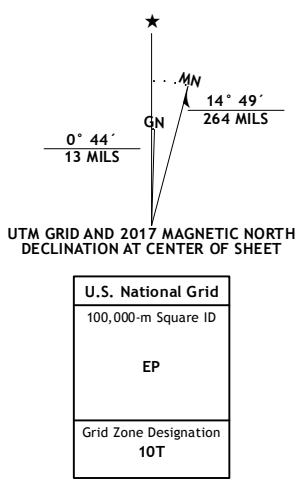 ★
MN
GN
14° 49´
264 MILS
0° 44´
13 MILS
UTM GRID AND 2017 MAGNETIC NORTH
DECLINATION AT CENTER OF SHEET
U.S. National Grid
100,000-m Square ID
EP
Grid Zone Designation
10T